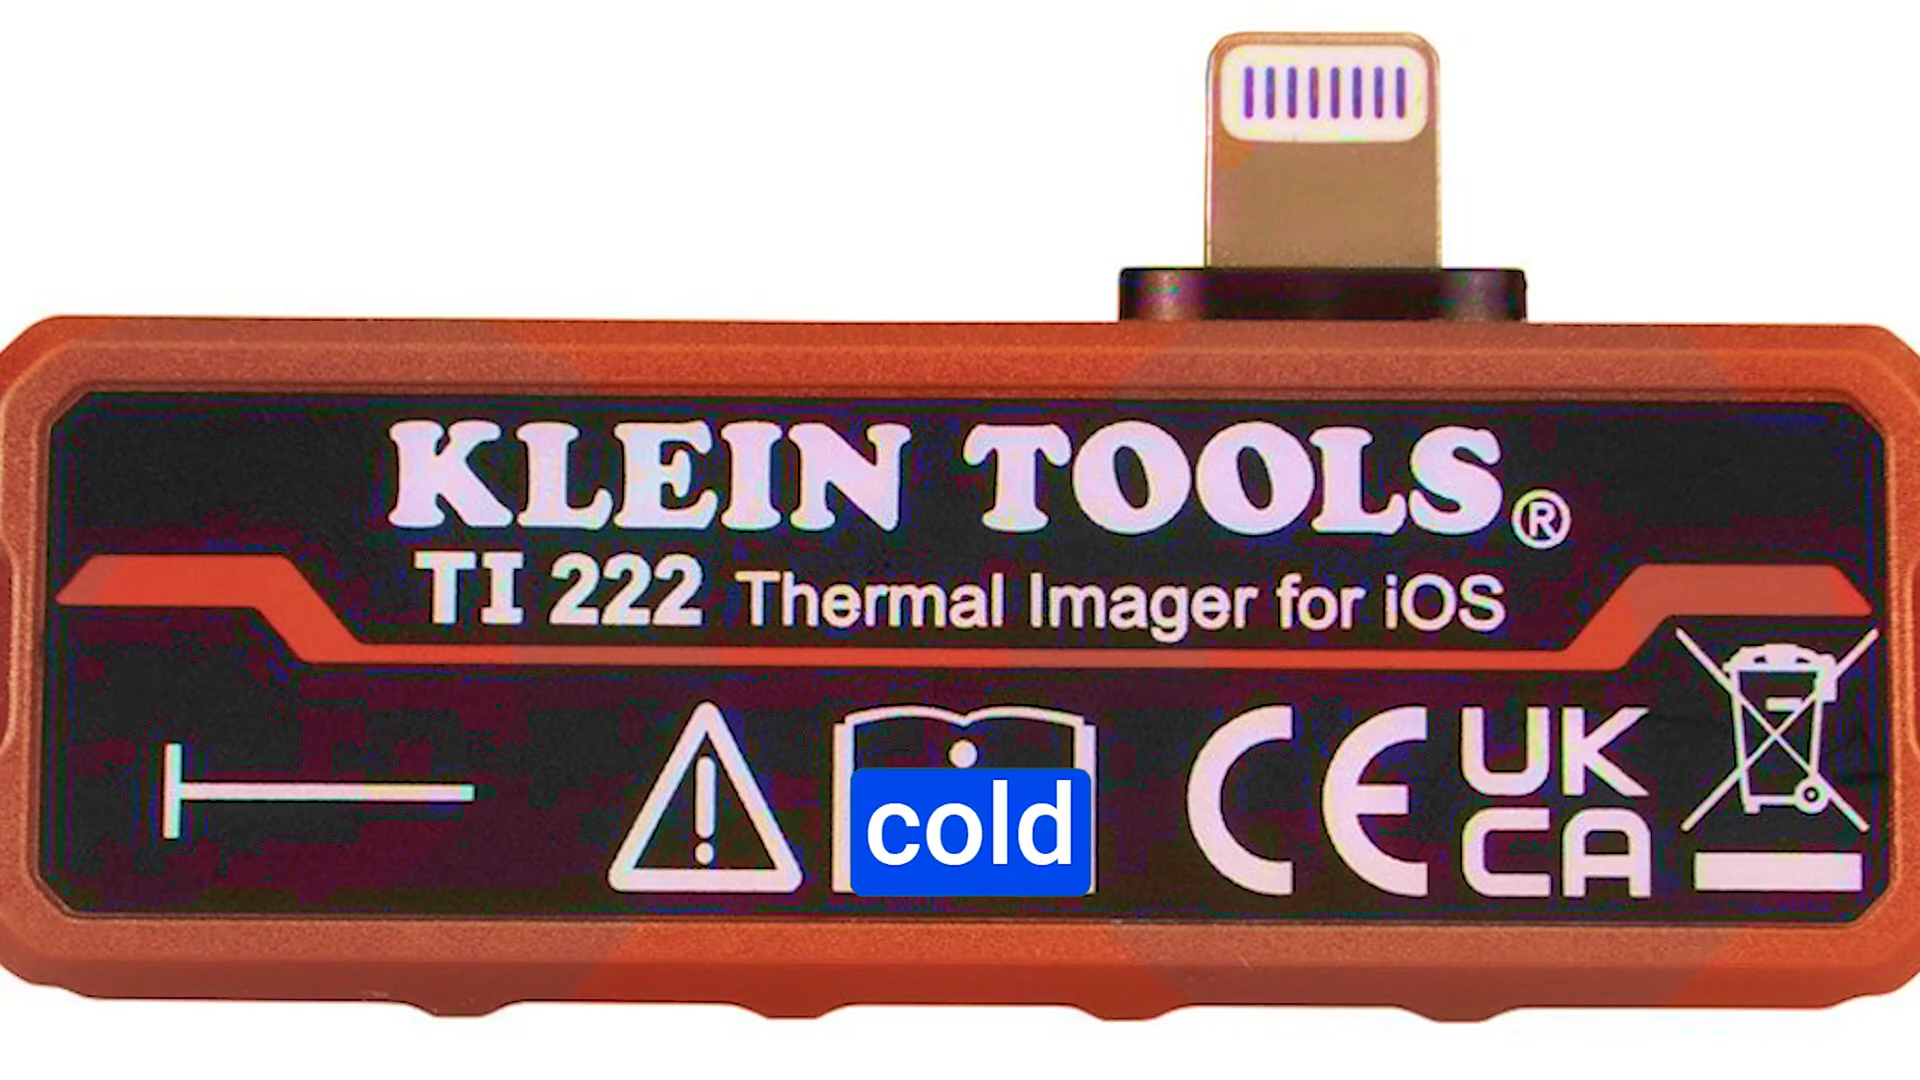 KLEIN TOOLS®
TI 222 Thermal Imager for iOS
cold
CE
UK
CA